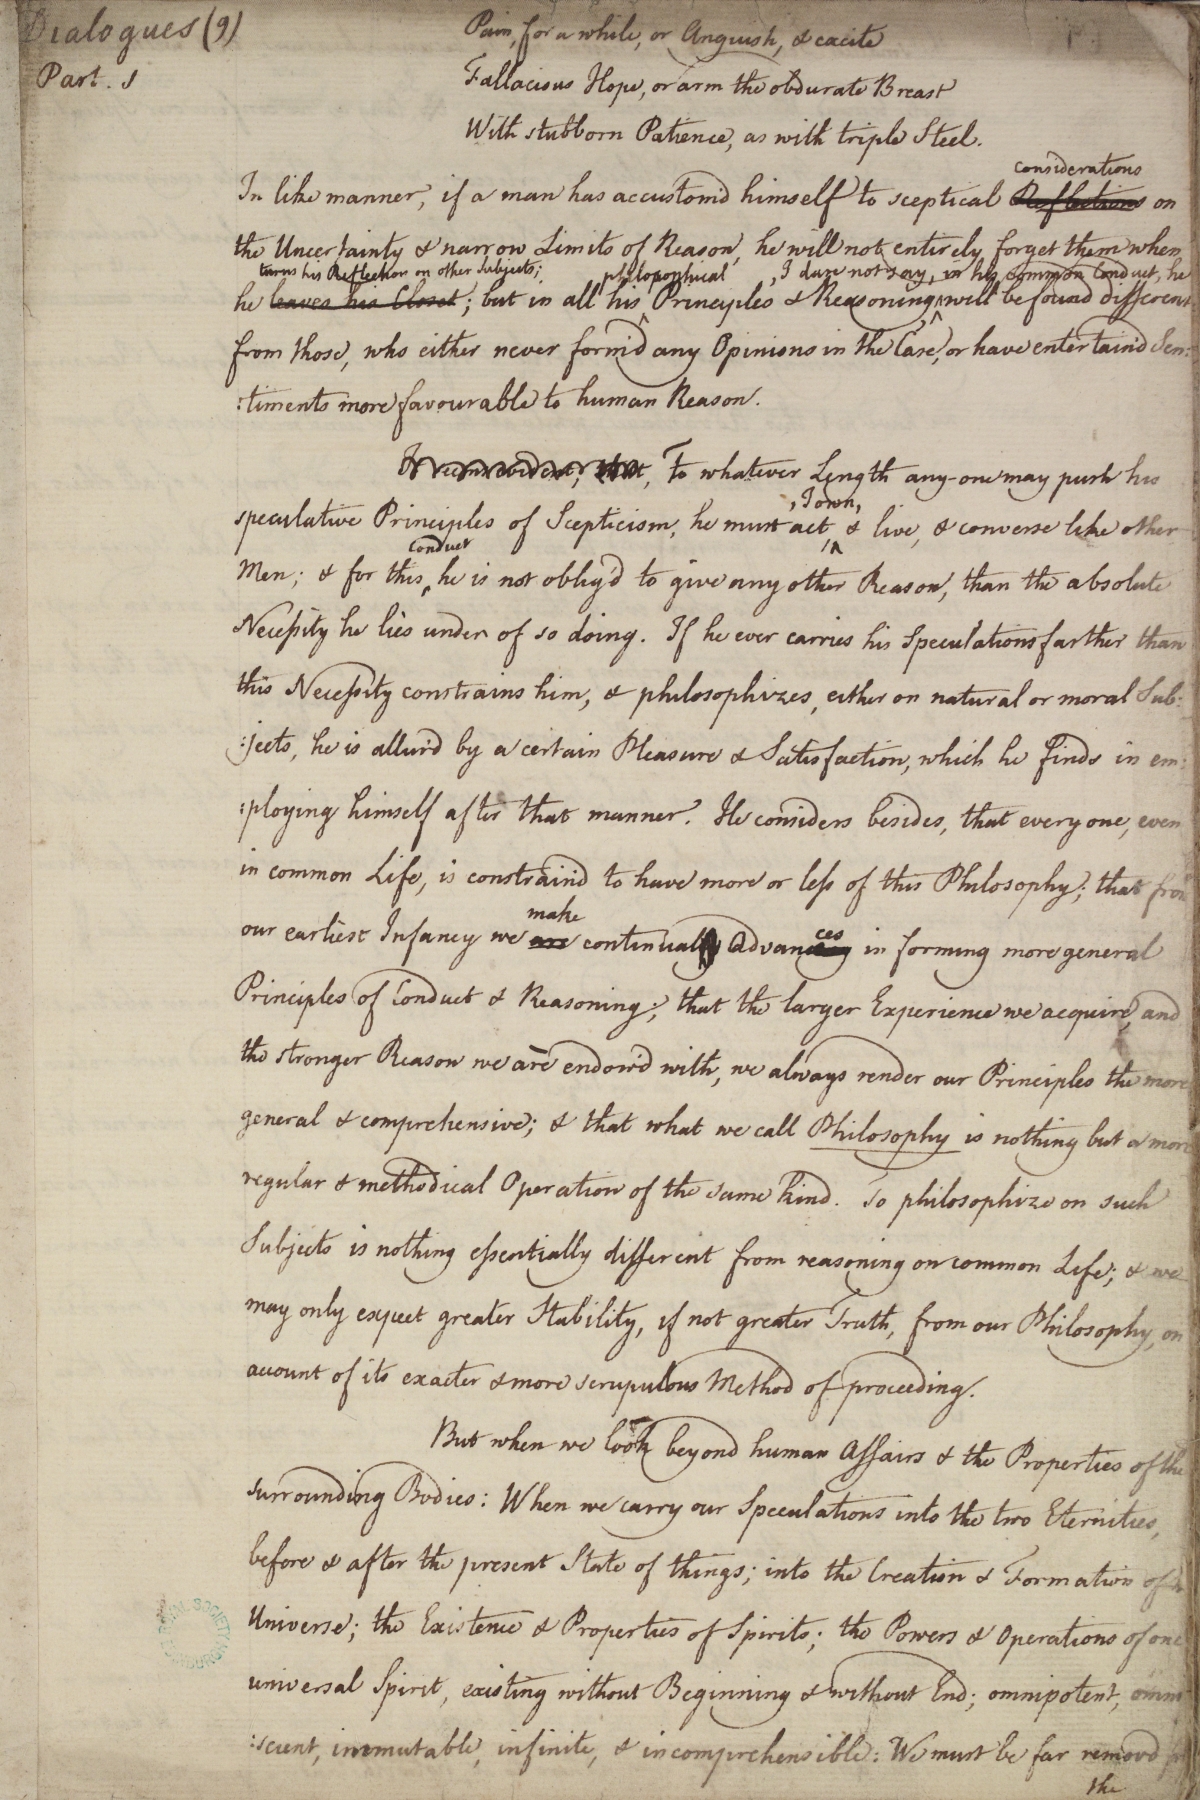 Dialogues (9)
Part. 1
Pain, for a while, or Anguish, & excite
Fallacious Hope, or arm the obdurate Breast
With stubborn Patience, as with triple Steel.
considerations
In like manner, if a man has accustom'd himself to sceptical Reflections on
the Uncertainty & narrow Limits of Reason, he will not entirely forget them when
turns his Reflection on other Subjects; philosophical , I dare not say, in his common Conduct, he
he leaves his Closet; but in all his Principles & Reasoning, will be found different
from those, who either never form'd any Opinions in the Case, or have entertain'd Sen:
:timents more favourable to human Reason.
To whatever Length any-one may push his
, I own,
speculative Principles of Scepticism, he must act & live, & converse like other
conduct
Men; & for this he is not oblig'd to give any other Reason, than the absolute
Necessity he lies under of so doing. If he ever carries his Speculations farther than
this Necessity constrains him, & philosophizes, either on natural or moral Sub:
:jects, he is allur'd by a certain Pleasure & Satisfaction, which he finds in em:
:ploying himself after that manner. He considers besides, that every one, even
in common Life, is constrain'd to have more or less of this Philosophy; that from
make
ces
our earliest Infancy we are continual Advancing in forming more general
Principles of Conduct & Reasoning; that the larger Experience we acquire, and
the stronger Reason we are endow'd with, we always render our Principles the more
general & comprehensive; & that what we call Philosophy is nothing but a more
regular & methodical Operation of the same kind. To philosophize on such
Subjects is nothing essentially different from reasoning on common Life; & we
may only expect greater Stability, if not greater Truth, from our Philosophy, on
account of its exacter & more scrupulous Method of proceeding.
But when we look beyond human Affairs & the Properties of the
surrounding Bodies: When we carry our Speculations into the two Eternities,
before & after the present State of things; into the Creation & Formation of
Universe; the Existence & Properties of Spirits; the Powers & Operations of one
universal Spirit, existing without Beginning & without End; omnipotent, omni
:scient, immutable, infinite, & incomprehensible: We must be far remov'd
the